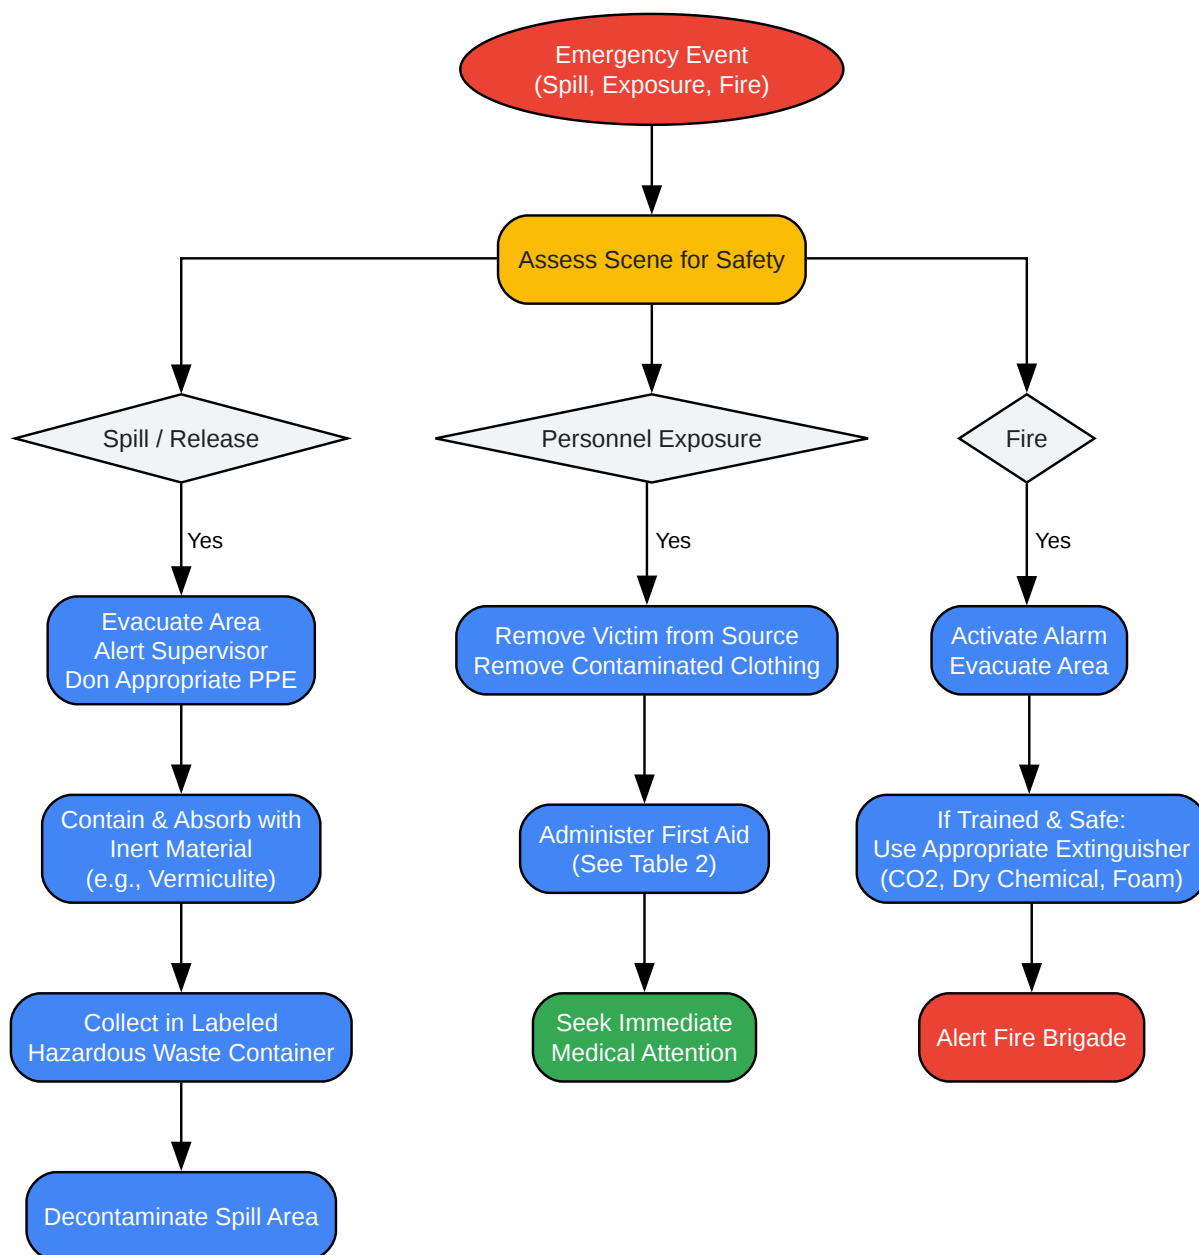 Emergency Event
(Spill, Exposure, Fire)
Assess Scene for Safety
Spill / Release
Personnel Exposure
Fire
Yes
Yes
Yes
Evacuate Area
Alert Supervisor
Don Appropriate PPE
Remove Victim from Source
Remove Contaminated Clothing
Activate Alarm
Evacuate Area
Contain & Absorb with
Inert Material
(e.g., Vermiculite)
Administer First Aid
(See Table 2)
If Trained & Safe:
Use Appropriate Extinguisher
(CO2, Dry Chemical, Foam)
Collect in Labeled
Hazardous Waste Container
Seek Immediate
Medical Attention
Alert Fire Brigade
Decontaminate Spill Area